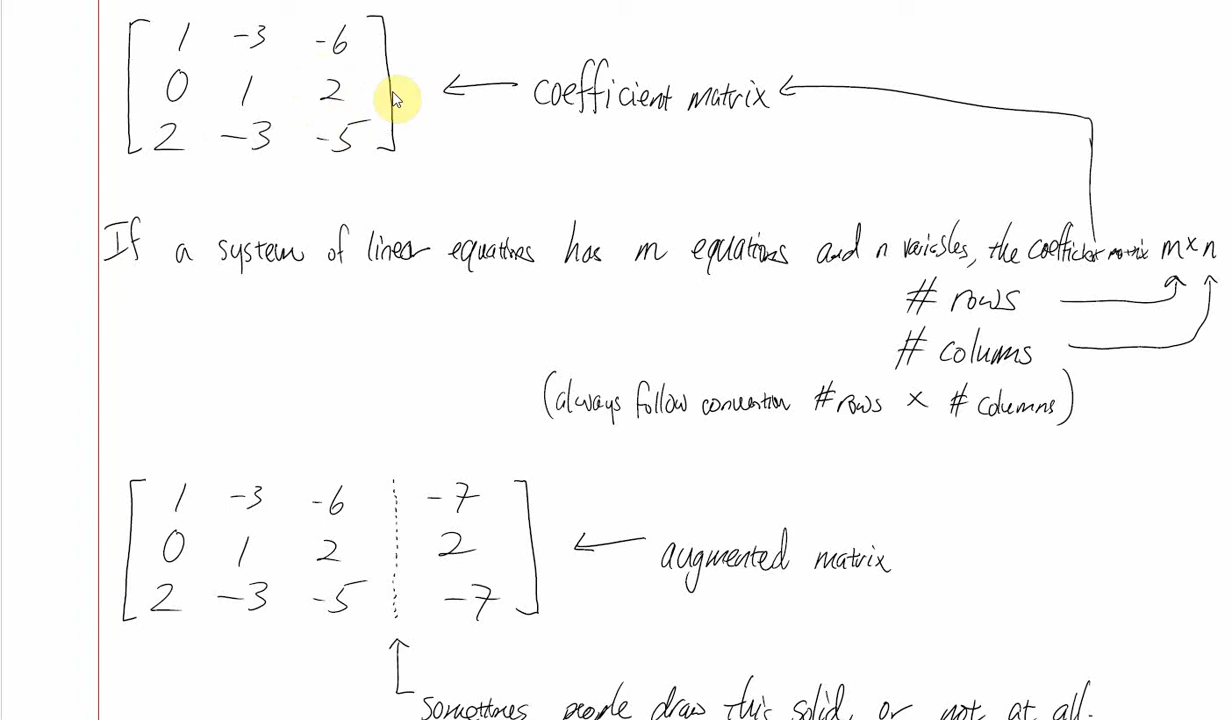 1 -3 -6
0 1 2 ← coefficient matrix
2 -3 -5
If a system of linear equations has m equations and n variables, the coefficient matrix m×n
# rows
# columns
(always follow convention # rows × # columns)
1 -3 -6 -7
0 1 2 2
← augmented matrix
2 -3 -5 -7
sometimes people draw this solid, or not at all.